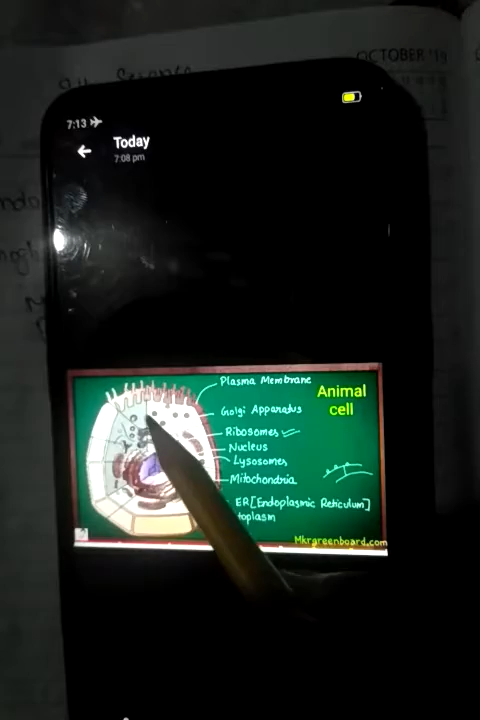 OCTOBER '19
7:13
Today
7:08 pm
Plasma Membrane
Animal
cell
Golgi Apparatus
Ribosomes
Nucleus
Lysosomes
Mitochondria
ER[Endoplasmic Reticulum]
toplasm
Mkrgreenboard.com